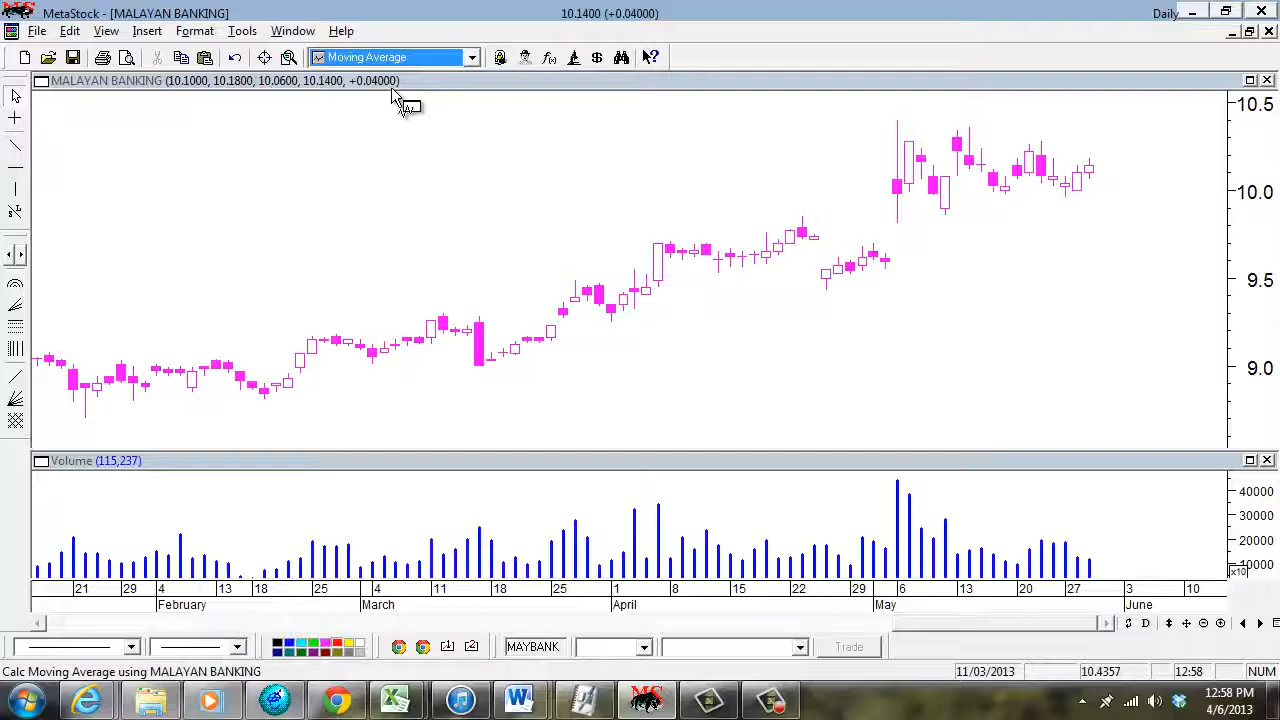 MetaStock - [MALAYAN BANKING]
10.1400 (+0.04000)
Daily
File Edit View Insert Format Tools Window Help
Moving Average
MALAYAN BANKING (10.1000, 10.1800, 10.0600, 10.1400, +0.04000)
10.5
10.0
9.5
9.0
Volume (115,237)
40000
30000
20000
10000
x10
21 29 4 13 18 25 4 11 18 25 1 8 15 22 29 6 13 20 27 3 10
February March April May June
D
MAYBANK
Trade
Calc Moving Average using MALAYAN BANKING
11/03/2013
10.4357
12:58
NUM
12:58 PM
4/6/2013